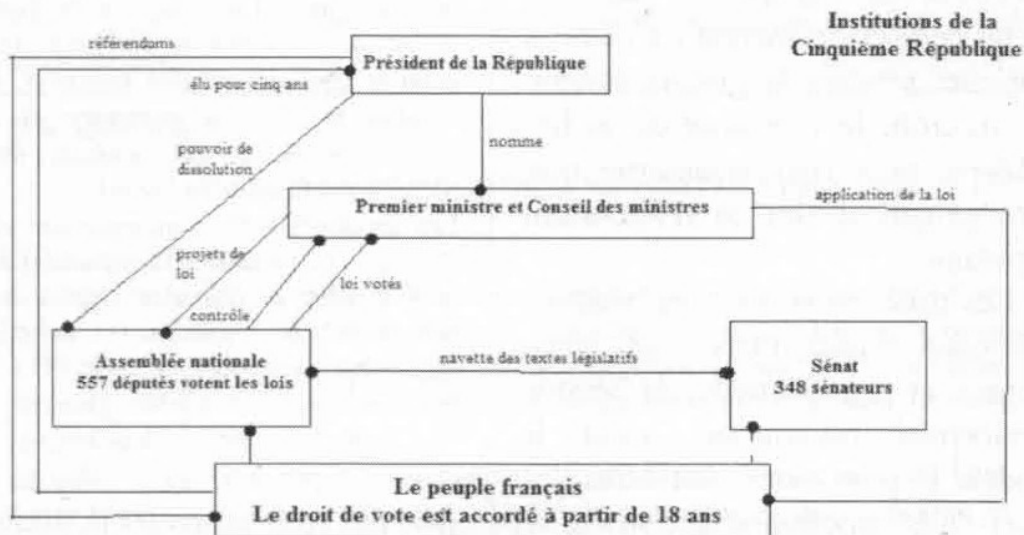 Institutions de la
Cinquième République
référendums
Président de la République
élu pour cinq ans
pouvoir de
dissolution
nomme
Premier ministre et Conseil des ministres
application de la loi
projets de
loi
loi votés
contrôle
Assemblée nationale
557 députés votent les lois
navette des textes législatifs
Sénat
348 sénateurs
Le peuple français
Le droit de vote est accordé à partir de 18 ans